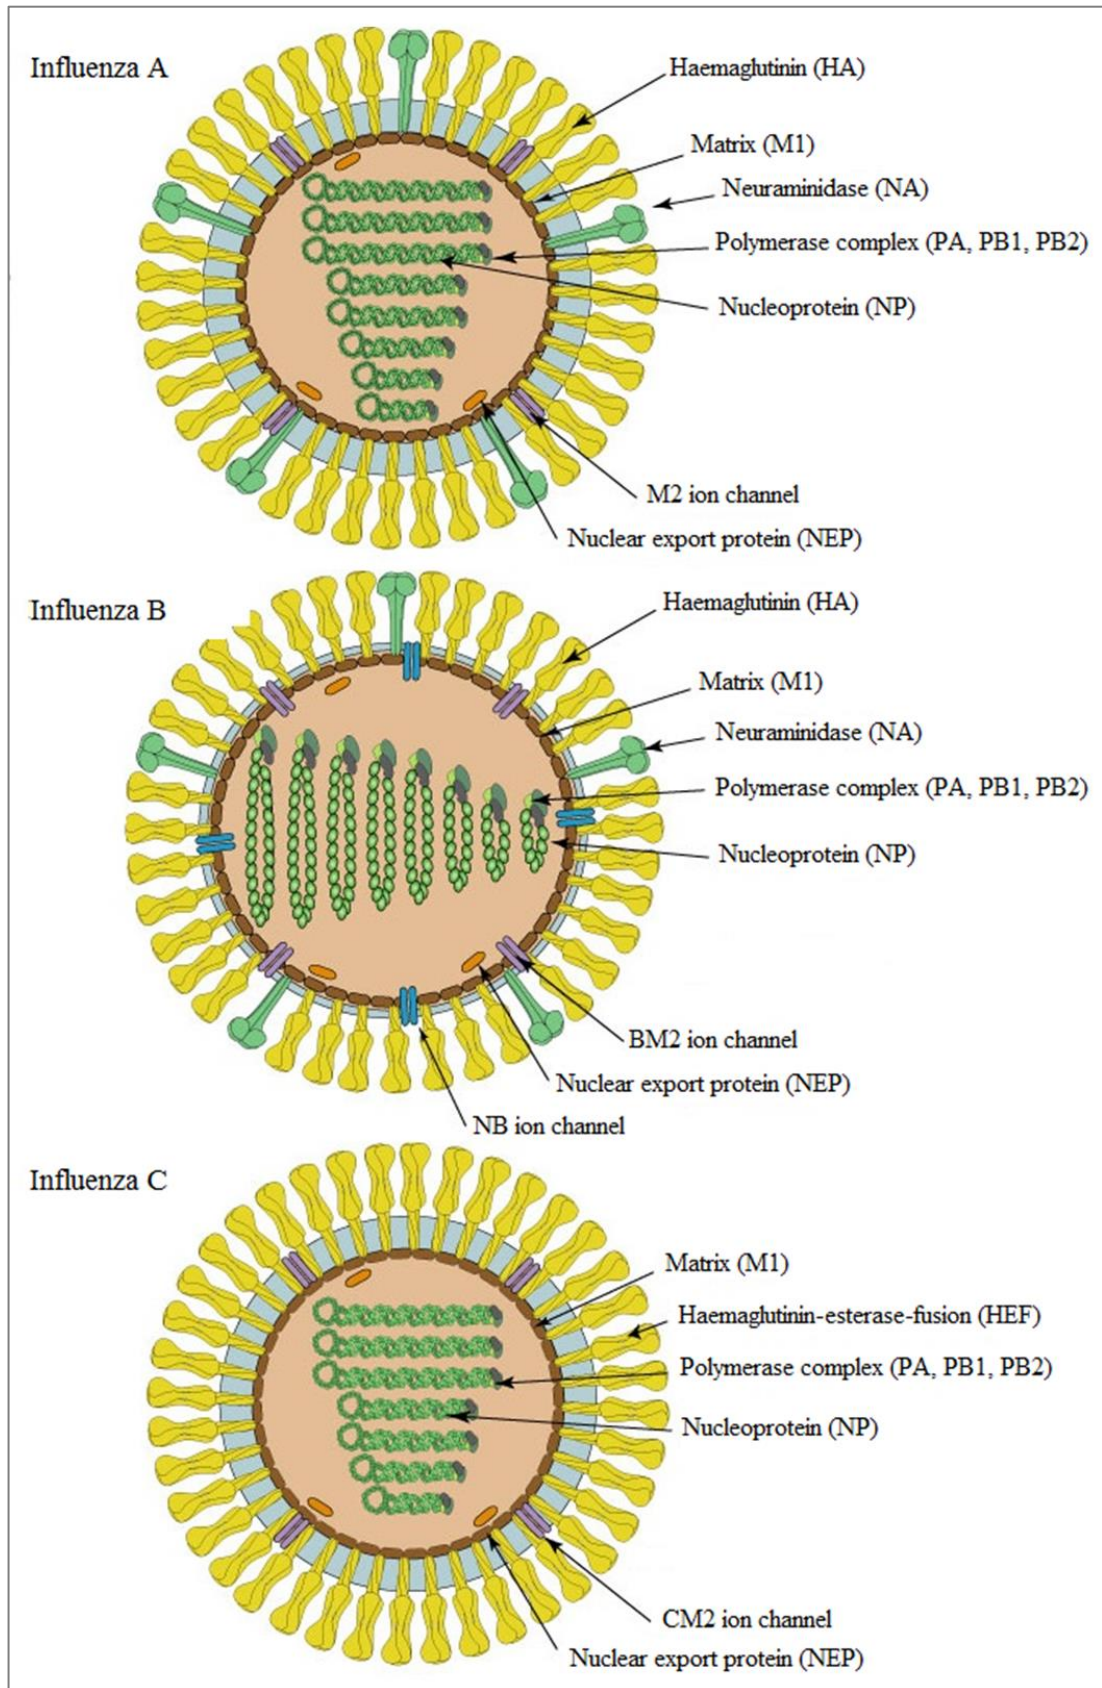 Influenza A
Haemaglutinin (HA)
Matrix (M1)
Neuraminidase (NA)
Polymerase complex (PA, PB1, PB2)
Nucleoprotein (NP)
M2 ion channel
Nuclear export protein (NEP)
Influenza B
Haemaglutinin (HA)
Matrix (M1)
Neuraminidase (NA)
Polymerase complex (PA, PB1, PB2)
Nucleoprotein (NP)
BM2 ion channel
Nuclear export protein (NEP)
NB ion channel
Influenza C
Matrix (M1)
Haemaglutinin-esterase-fusion (HEF)
Polymerase complex (PA, PB1, PB2)
Nucleoprotein (NP)
CM2 ion channel
Nuclear export protein (NEP)